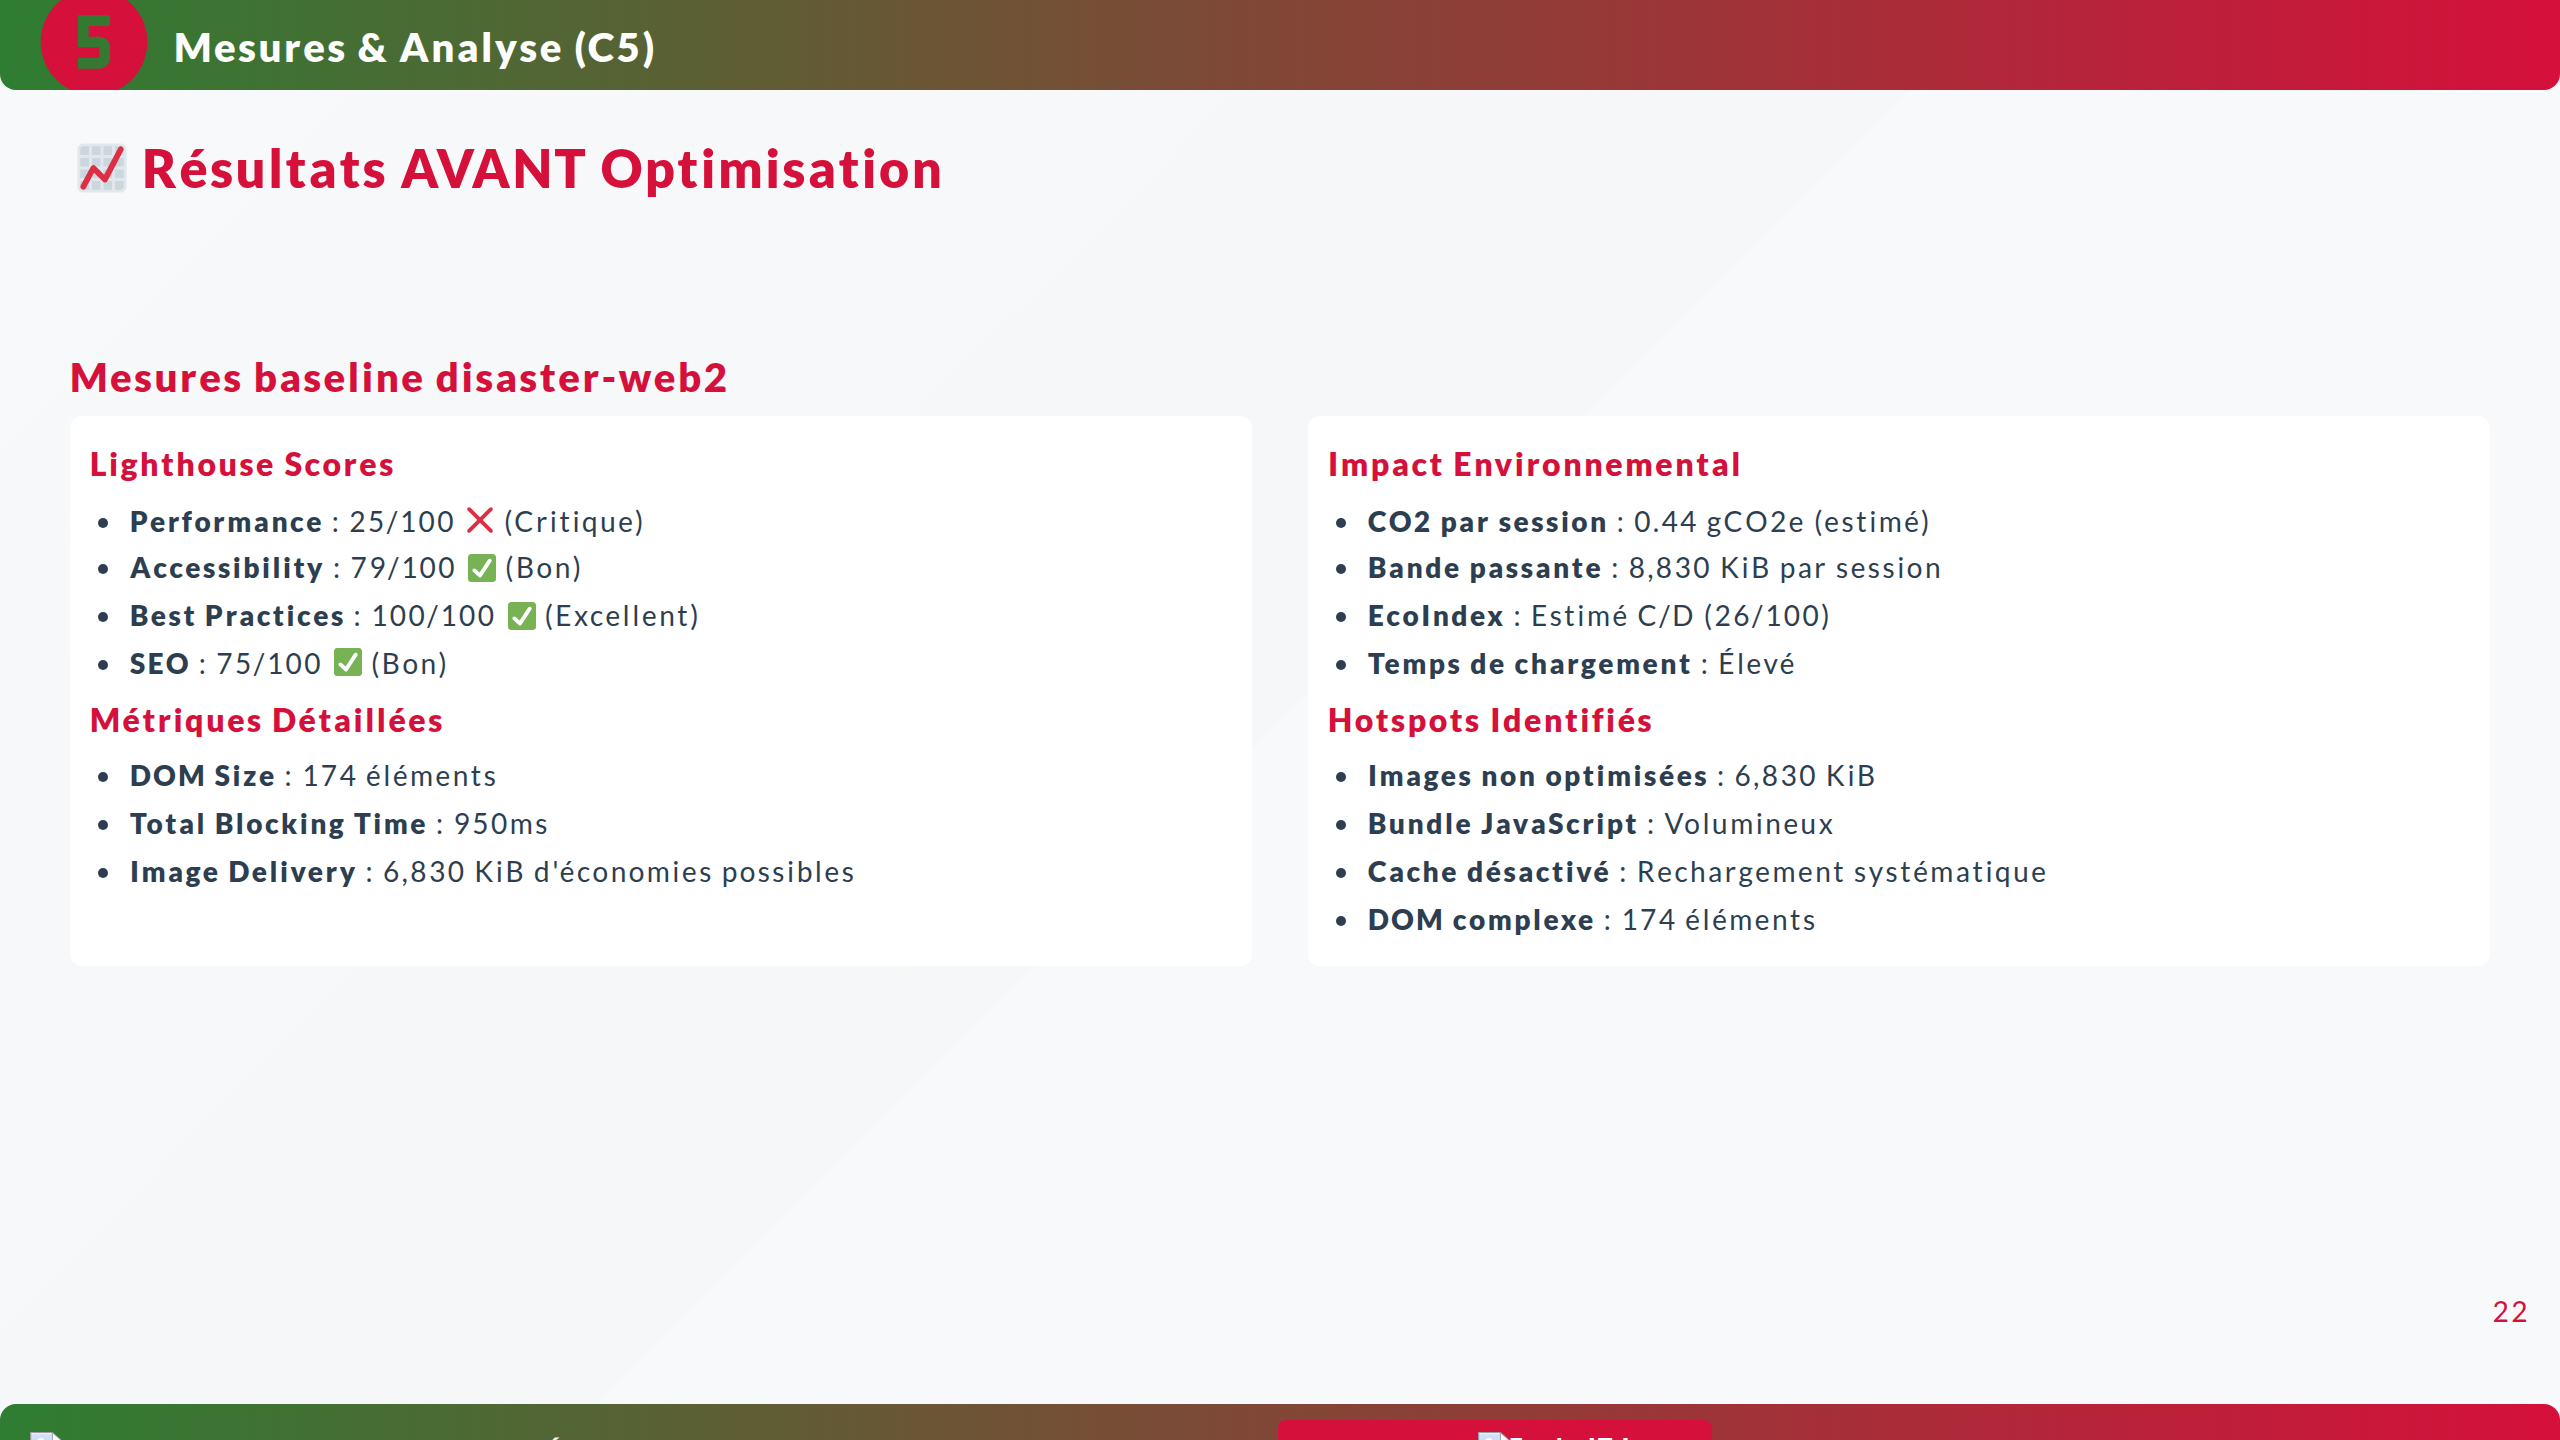 5
Mesures & Analyse (C5)
📈 Résultats AVANT Optimisation
Mesures baseline disaster-web2
Lighthouse Scores
• Performance : 25/100 ❌ (Critique)
• Accessibility : 79/100 ✅ (Bon)
• Best Practices : 100/100 ✅ (Excellent)
• SEO : 75/100 ✅ (Bon)
Métriques Détaillées
• DOM Size : 174 éléments
• Total Blocking Time : 950ms
• Image Delivery : 6,830 KiB d'économies possibles
Impact Environnemental
• CO2 par session : 0.44 gCO2e (estimé)
• Bande passante : 8,830 KiB par session
• EcoIndex : Estimé C/D (26/100)
• Temps de chargement : Élevé
Hotspots Identifiés
• Images non optimisées : 6,830 KiB
• Bundle JavaScript : Volumineux
• Cache désactivé : Rechargement systématique
• DOM complexe : 174 éléments
22